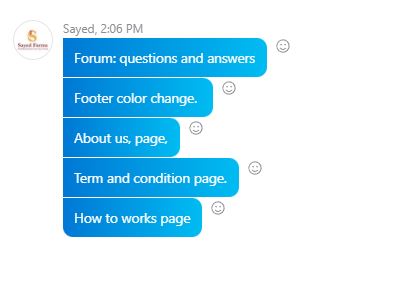 Sayed, 2:06 PM
Sayed Farms
Forum: questions and answers
Footer color change.
About us, page,
Term and condition page.
How to works page